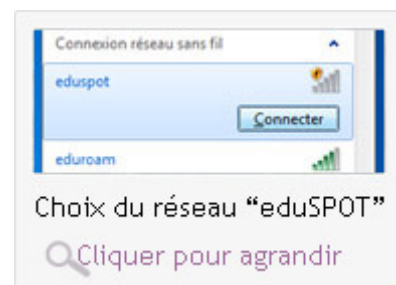 Connexion réseau sans fil
eduspot
Connecter
eduroam
Choix du réseau “eduSPOT”
Cliquer pour agrandir